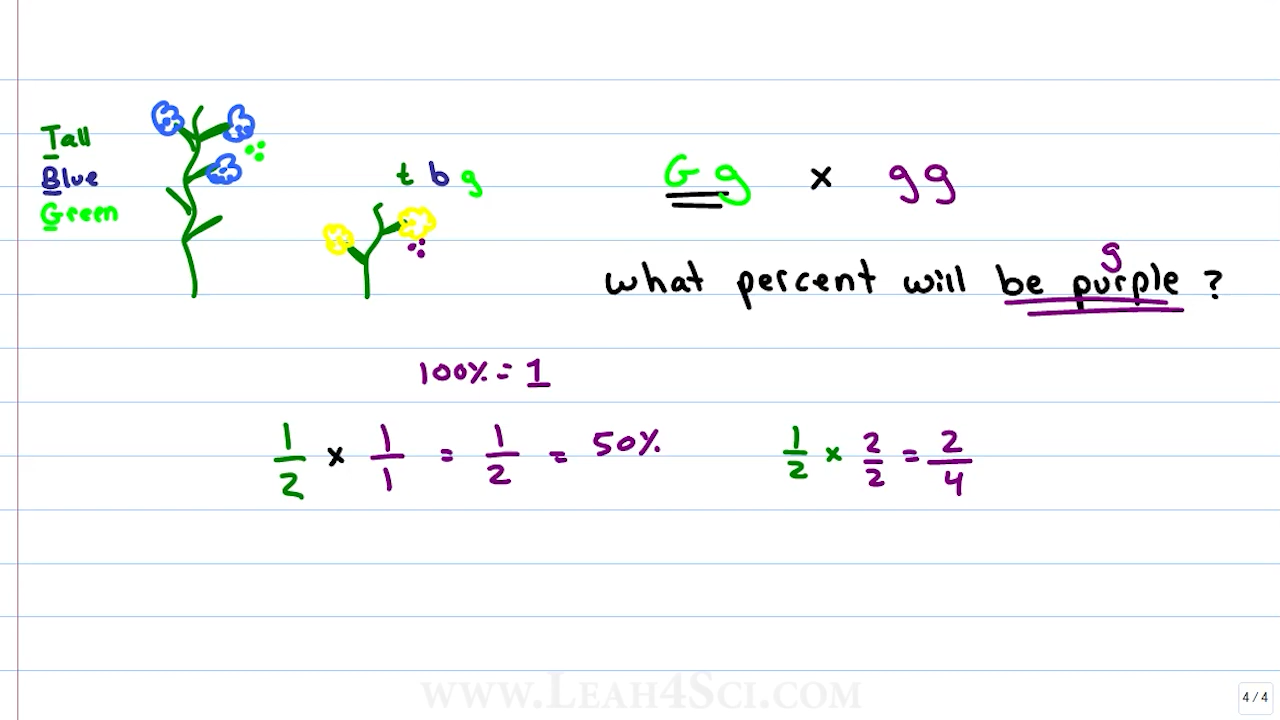 Tall
Blue
Green
t b g
Gg x gg
g
what percent will be purple ?
100% = 1
1/2 x 1/1 = 1/2 = 50%
1/2 x 2/2 = 2/4
www.Leah4Sci.com
4 / 4